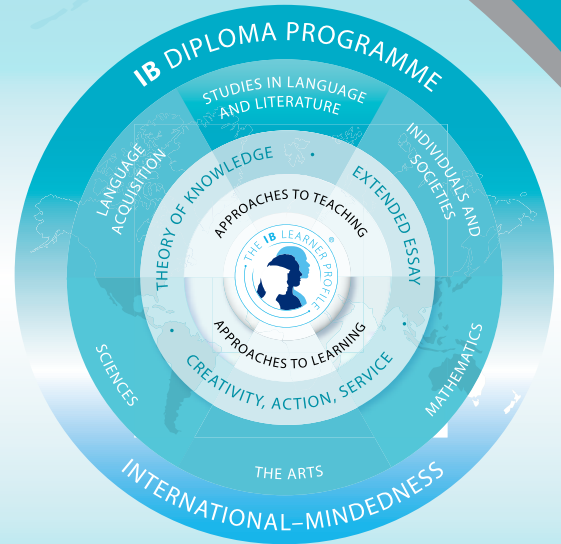 IB DIPLOMA PROGRAMME
STUDIES IN LANGUAGE
AND LITERATURE
LANGUAGE
ACQUISITION
INDIVIDUALS AND
SOCIETIES
THEORY OF KNOWLEDGE
EXTENDED ESSAY
APPROACHES TO TEACHING
THE IB LEARNER PROFILE
®
APPROACHES TO LEARNING
CREATIVITY, ACTION, SERVICE
SCIENCES
MATHEMATICS
THE ARTS
INTERNATIONAL–MINDEDNESS